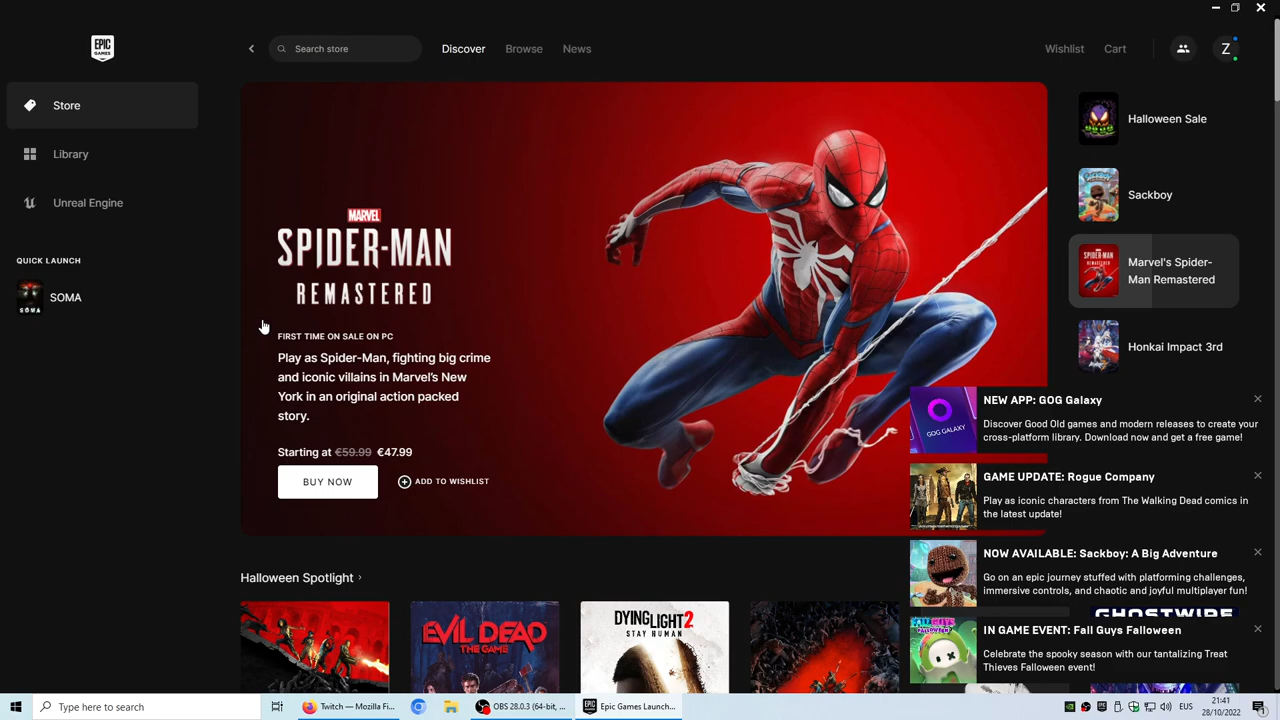 EPIC
GAMES
Search store
Discover
Browse
News
Wishlist
Cart
Z
Store
Library
Unreal Engine
QUICK LAUNCH
SOMA
SOMA
MARVEL
SPIDER-MAN
REMASTERED
FIRST TIME ON SALE ON PC
Play as Spider-Man, fighting big crime
and iconic villains in Marvel's New
York in an original action packed
story.
Starting at €59.99 €47.99
BUY NOW
ADD TO WISHLIST
Halloween Sale
Sackboy
Marvel's Spider-
Man Remastered
Honkai Impact 3rd
GOG GALAXY
NEW APP: GOG Galaxy
Discover Good Old games and modern releases to create your
cross-platform library. Download now and get a free game!
GAME UPDATE: Rogue Company
Play as iconic characters from The Walking Dead comics in
the latest update!
NOW AVAILABLE: Sackboy: A Big Adventure
Go on an epic journey stuffed with platforming challenges,
immersive controls, and chaotic and joyful multiplayer fun!
FALL GUYS
IN GAME EVENT: Fall Guys Falloween
Celebrate the spooky season with our tantalizing Treat
Thieves Falloween event!
Halloween Spotlight
EVIL DEAD
THE GAME
DYING LIGHT 2
STAY HUMAN
GHOSTWIRE
Type here to search
Twitch — Mozilla Fi...
OBS 28.0.3 (64-bit, ...
Epic Games Launch...
EUS
21:41
28/10/2022